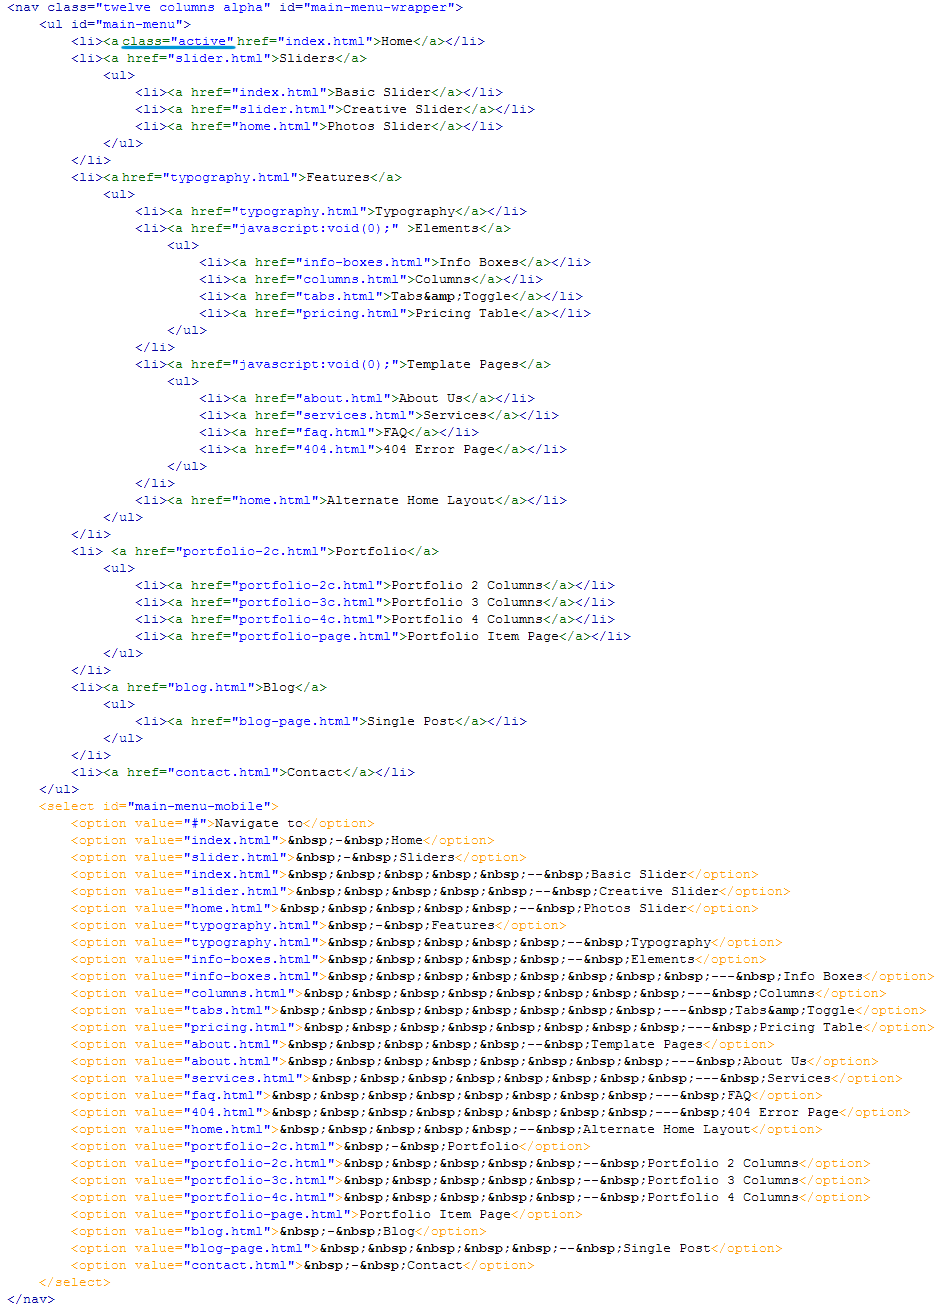 <nav class="twelve columns alpha" id="main-menu-wrapper">
<ul id="main-menu">
<li><a class="active" href="index.html">Home</a></li>
<li><a href="slider.html">Sliders</a>
<ul>
<li><a href="index.html">Basic Slider</a></li>
<li><a href="slider.html">Creative Slider</a></li>
<li><a href="home.html">Photos Slider</a></li>
</ul>
</li>
<li><a href="typography.html">Features</a>
<ul>
<li><a href="typography.html">Typography</a></li>
<li><a href="javascript:void(0);" >Elements</a>
<ul>
<li><a href="info-boxes.html">Info Boxes</a></li>
<li><a href="columns.html">Columns</a></li>
<li><a href="tabs.html">Tabs&amp;Toggle</a></li>
<li><a href="pricing.html">Pricing Table</a></li>
</ul>
</li>
<li><a href="javascript:void(0);">Template Pages</a>
<ul>
<li><a href="about.html">About Us</a></li>
<li><a href="services.html">Services</a></li>
<li><a href="faq.html">FAQ</a></li>
<li><a href="404.html">404 Error Page</a></li>
</ul>
</li>
<li><a href="home.html">Alternate Home Layout</a></li>
</ul>
</li>
<li> <a href="portfolio-2c.html">Portfolio</a>
<ul>
<li><a href="portfolio-2c.html">Portfolio 2 Columns</a></li>
<li><a href="portfolio-3c.html">Portfolio 3 Columns</a></li>
<li><a href="portfolio-4c.html">Portfolio 4 Columns</a></li>
<li><a href="portfolio-page.html">Portfolio Item Page</a></li>
</ul>
</li>
<li><a href="blog.html">Blog</a>
<ul>
<li><a href="blog-page.html">Single Post</a></li>
</ul>
</li>
<li><a href="contact.html">Contact</a></li>
</ul>
<select id="main-menu-mobile">
<option value="#">Navigate to</option>
<option value="index.html">&nbsp;-&nbsp;Home</option>
<option value="slider.html">&nbsp;-&nbsp;Sliders</option>
<option value="index.html">&nbsp;&nbsp;&nbsp;&nbsp;&nbsp;--&nbsp;Basic Slider</option>
<option value="slider.html">&nbsp;&nbsp;&nbsp;&nbsp;&nbsp;--&nbsp;Creative Slider</option>
<option value="home.html">&nbsp;&nbsp;&nbsp;&nbsp;&nbsp;--&nbsp;Photos Slider</option>
<option value="typography.html">&nbsp;-&nbsp;Features</option>
<option value="typography.html">&nbsp;&nbsp;&nbsp;&nbsp;&nbsp;--&nbsp;Typography</option>
<option value="info-boxes.html">&nbsp;&nbsp;&nbsp;&nbsp;&nbsp;--&nbsp;Elements</option>
<option value="info-boxes.html">&nbsp;&nbsp;&nbsp;&nbsp;&nbsp;&nbsp;&nbsp;&nbsp;---&nbsp;Info Boxes</option>
<option value="columns.html">&nbsp;&nbsp;&nbsp;&nbsp;&nbsp;&nbsp;&nbsp;&nbsp;---&nbsp;Columns</option>
<option value="tabs.html">&nbsp;&nbsp;&nbsp;&nbsp;&nbsp;&nbsp;&nbsp;&nbsp;---&nbsp;Tabs&amp;Toggle</option>
<option value="pricing.html">&nbsp;&nbsp;&nbsp;&nbsp;&nbsp;&nbsp;&nbsp;&nbsp;---&nbsp;Pricing Table</option>
<option value="about.html">&nbsp;&nbsp;&nbsp;&nbsp;&nbsp;--&nbsp;Template Pages</option>
<option value="about.html">&nbsp;&nbsp;&nbsp;&nbsp;&nbsp;&nbsp;&nbsp;&nbsp;---&nbsp;About Us</option>
<option value="services.html">&nbsp;&nbsp;&nbsp;&nbsp;&nbsp;&nbsp;&nbsp;&nbsp;---&nbsp;Services</option>
<option value="faq.html">&nbsp;&nbsp;&nbsp;&nbsp;&nbsp;&nbsp;&nbsp;&nbsp;---&nbsp;FAQ</option>
<option value="404.html">&nbsp;&nbsp;&nbsp;&nbsp;&nbsp;&nbsp;&nbsp;&nbsp;---&nbsp;404 Error Page</option>
<option value="home.html">&nbsp;&nbsp;&nbsp;&nbsp;&nbsp;--&nbsp;Alternate Home Layout</option>
<option value="portfolio-2c.html">&nbsp;-&nbsp;Portfolio</option>
<option value="portfolio-2c.html">&nbsp;&nbsp;&nbsp;&nbsp;&nbsp;--&nbsp;Portfolio 2 Columns</option>
<option value="portfolio-3c.html">&nbsp;&nbsp;&nbsp;&nbsp;&nbsp;--&nbsp;Portfolio 3 Columns</option>
<option value="portfolio-4c.html">&nbsp;&nbsp;&nbsp;&nbsp;&nbsp;--&nbsp;Portfolio 4 Columns</option>
<option value="portfolio-page.html">Portfolio Item Page</option>
<option value="blog.html">&nbsp;-&nbsp;Blog</option>
<option value="blog-page.html">&nbsp;&nbsp;&nbsp;&nbsp;&nbsp;--&nbsp;Single Post</option>
<option value="contact.html">&nbsp;-&nbsp;Contact</option>
</select>
</nav>